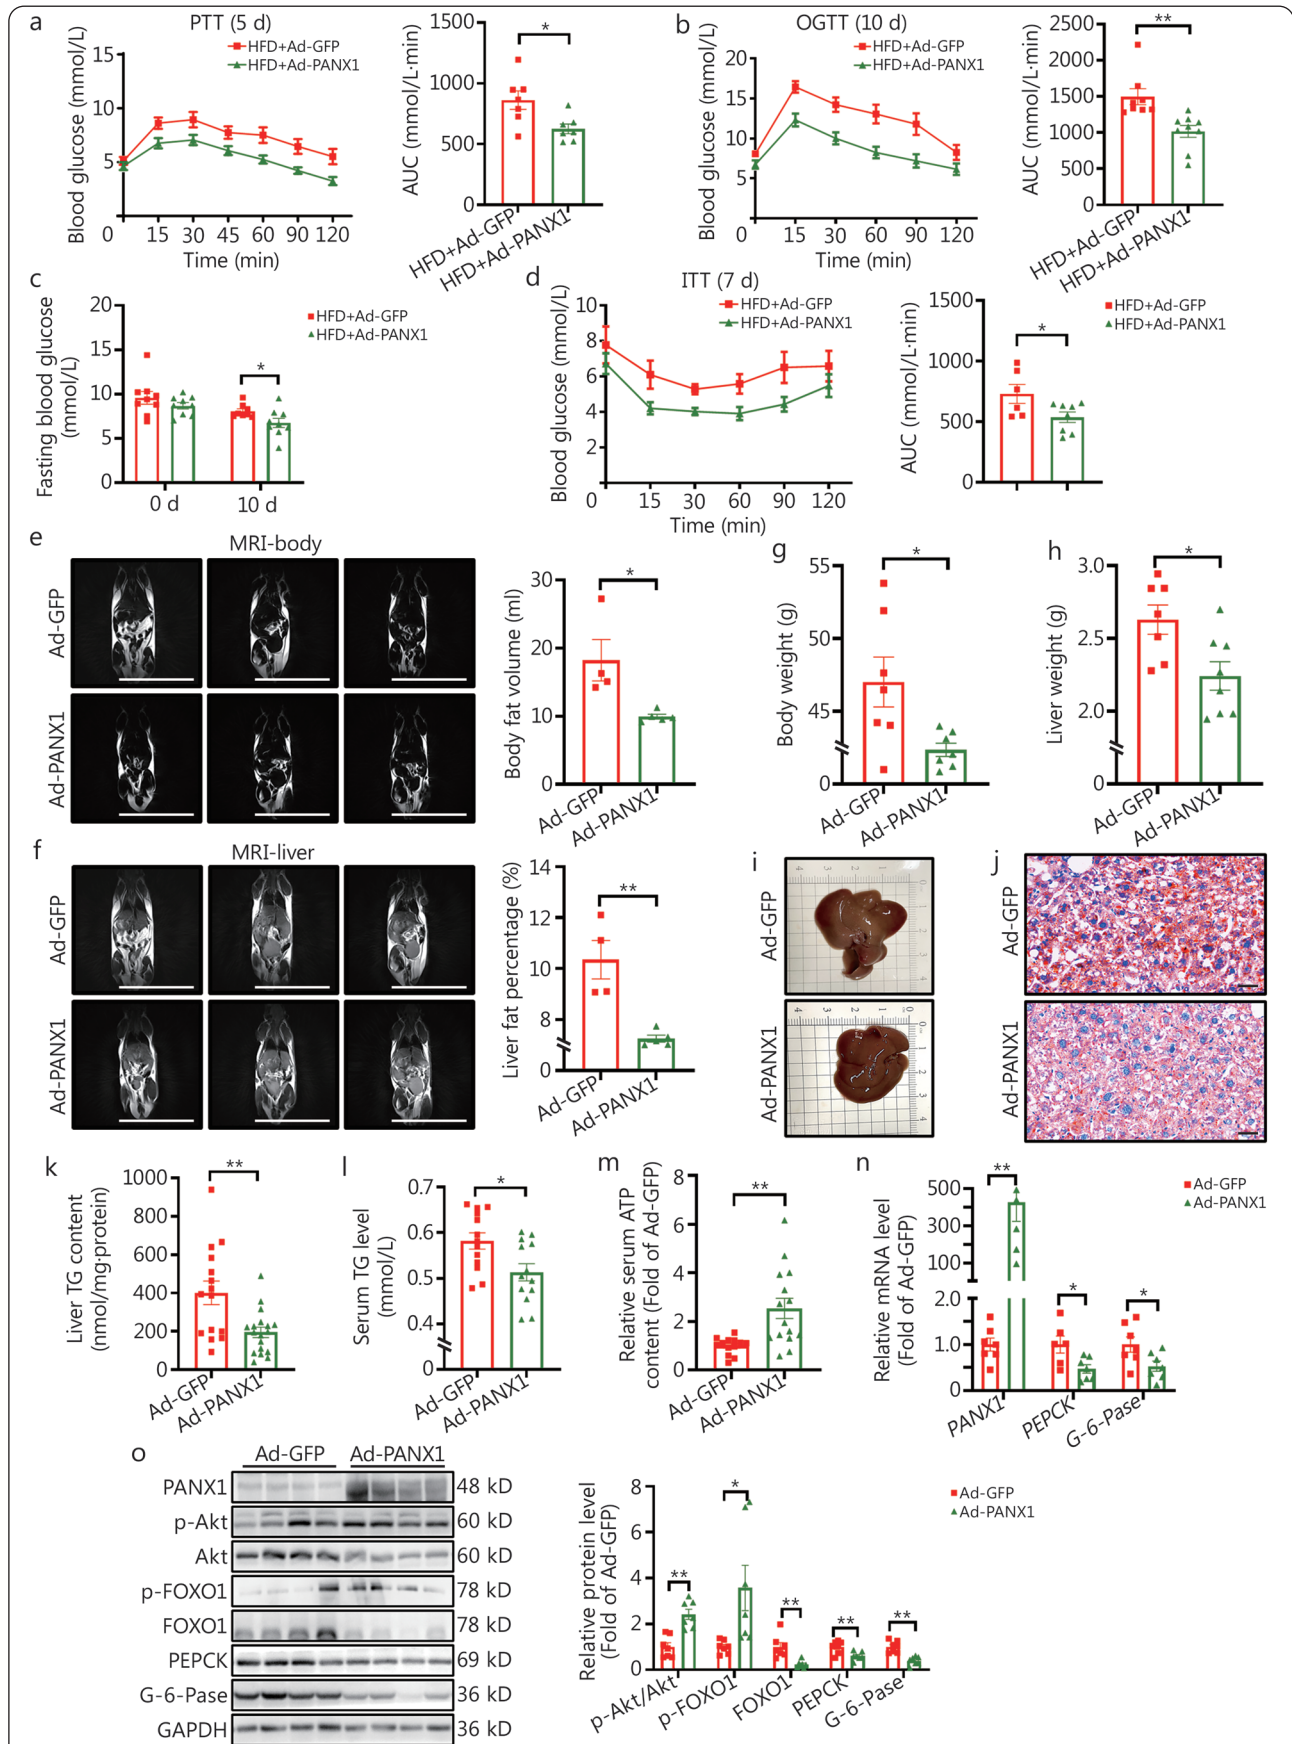 a
PTT (5 d)
HFD+Ad-GFP
HFD+Ad-PANX1
Blood glucose (mmol/L)
15
10
5
0 15 30 45 60 90 120
Time (min)
AUC (mmol/L·min)
1500
1000
500
0
*
HFD+Ad-GFP
HFD+Ad-PANX1
b
OGTT (10 d)
HFD+Ad-GFP
HFD+Ad-PANX1
Blood glucose (mmol/L)
20
15
10
5
0 15 30 60 90 120
Time (min)
AUC (mmol/L·min)
2500
2000
1500
1000
500
0
**
HFD+Ad-GFP
HFD+Ad-PANX1
c
Fasting blood glucose
(mmol/L)
20
15
10
5
0
*
0 d 10 d
HFD+Ad-GFP
HFD+Ad-PANX1
d
ITT (7 d)
HFD+Ad-GFP
HFD+Ad-PANX1
Blood glucose (mmol/L)
10
8
6
4
2
0 15 30 60 90 120
Time (min)
AUC (mmol/L·min)
1500
1000
500
0
*
HFD+Ad-GFP
HFD+Ad-PANX1
e
MRI-body
Ad-GFP
Ad-PANX1
Body fat volume (ml)
30
20
10
0
*
Ad-GFP
Ad-PANX1
g
Body weight (g)
55
50
45
0
*
Ad-GFP
Ad-PANX1
h
Liver weight (g)
3.0
2.5
2.0
0
*
Ad-GFP
Ad-PANX1
f
MRI-liver
Ad-GFP
Ad-PANX1
Liver fat percentage (%)
14
12
10
8
0
**
Ad-GFP
Ad-PANX1
i
Ad-GFP
Ad-PANX1
j
Ad-GFP
Ad-PANX1
k
Liver TG content
(nmol/mg·protein)
1000
800
600
400
200
0
**
Ad-GFP
Ad-PANX1
l
Serum TG level
(mmol/L)
0.7
0.6
0.5
0.4
0
*
Ad-GFP
Ad-PANX1
m
Relative serum ATP
content (Fold of Ad-GFP)
8
6
4
2
0
**
Ad-GFP
Ad-PANX1
n
Relative mRNA level
(Fold of Ad-GFP)
500
300
100
2.0
1.0
0
**
*
*
PANX1
PEPCK
G-6-Pase
Ad-GFP
Ad-PANX1
o
Ad-GFP Ad-PANX1
PANX1 48 kD
p-Akt 60 kD
Akt 60 kD
p-FOXO1 78 kD
FOXO1 78 kD
PEPCK 69 kD
G-6-Pase 36 kD
GAPDH 36 kD
Relative protein level
(Fold of Ad-GFP)
8
6
4
2
0
**
*
**
**
**
p-Akt/Akt
p-FOXO1
FOXO1
PEPCK
G-6-Pase
Ad-GFP
Ad-PANX1